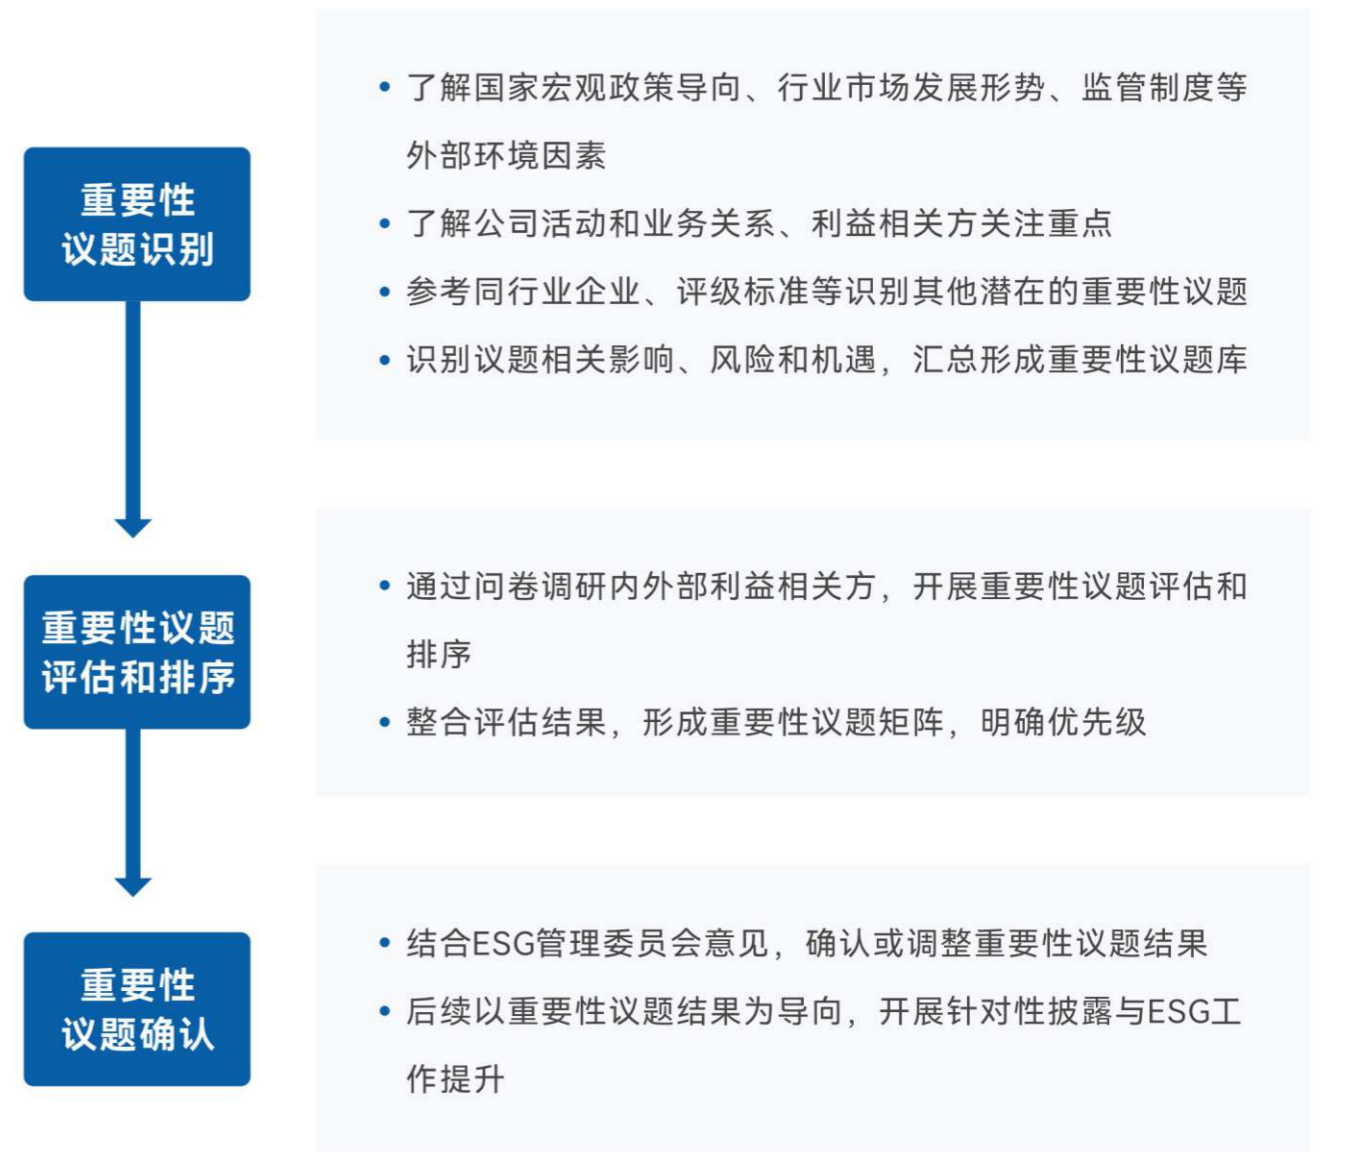 重要性
议题识别
• 了解国家宏观政策导向、行业市场发展形势、监管制度等
外部环境因素
• 了解公司活动和业务关系、利益相关方关注重点
• 参考同行业企业、评级标准等识别其他潜在的重要性议题
• 识别议题相关影响、风险和机遇，汇总形成重要性议题库
重要性议题
评估和排序
• 通过问卷调研内外部利益相关方，开展重要性议题评估和
排序
• 整合评估结果，形成重要性议题矩阵，明确优先级
重要性
议题确认
• 结合ESG管理委员会意见，确认或调整重要性议题结果
• 后续以重要性议题结果为导向，开展针对性披露与ESG工
作提升